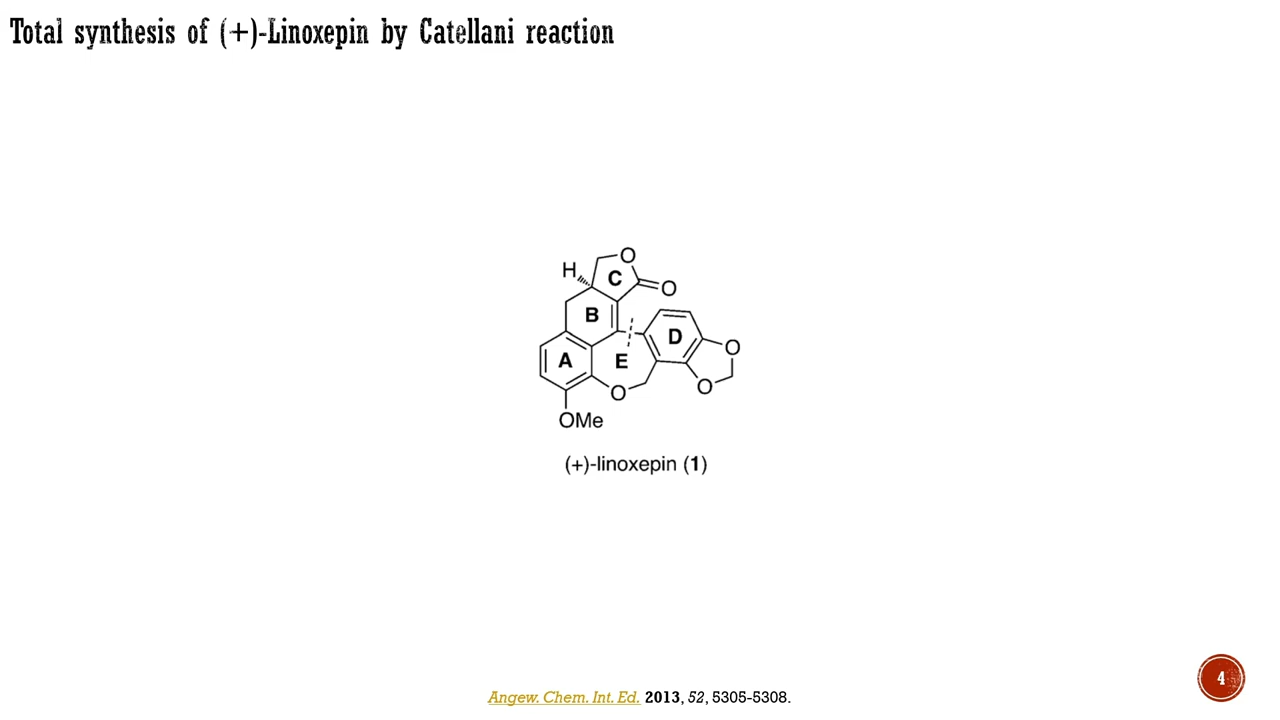 Total synthesis of (+)-Linoxepin by Catellani reaction
O
H
C
O
B
D
O
A
E
O
O
OMe
(+)-linoxepin (1)
4
Angew. Chem. Int. Ed. 2013, 52, 5305-5308.